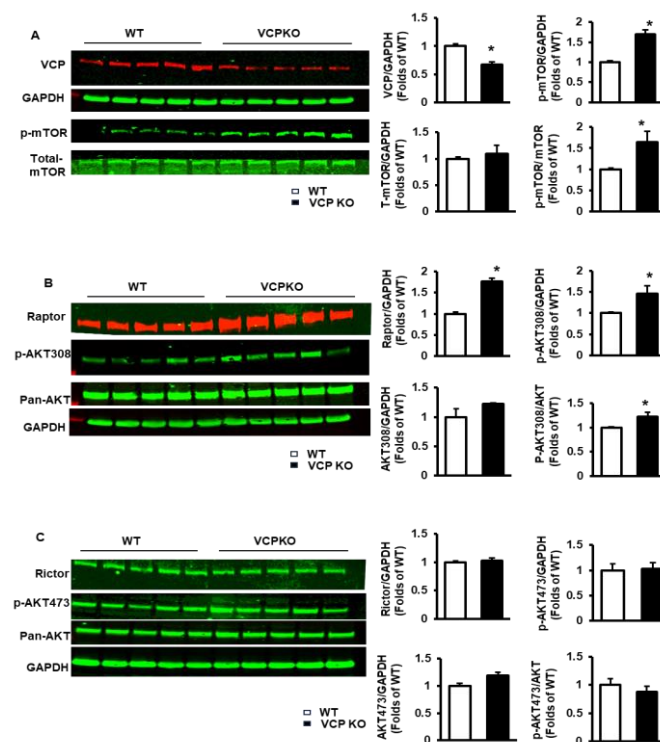 A
WT
VCPKO
VCP
GAPDH
p-mTOR
Total-
mTOR
WT
VCP KO
VCP/GAPDH
(Folds of WT)
1.5
1
0.5
0
*
p-mTOR/GAPDH
(Folds of WT)
2
1.5
1
0.5
0
*
T-mTOR/GAPDH
(Folds of WT)
1.5
1
0.5
0
p-mTOR/ mTOR
(Folds of WT)
2
1.5
1
0.5
0
*
B
WT
VCPKO
Raptor
p-AKT308
Pan-AKT
GAPDH
WT
VCP KO
Raptor/GAPDH
(Folds of WT)
2
1.5
1
0.5
0
*
p-AKT308/GAPDH
(Folds of WT)
2
1.5
1
0.5
0
*
AKT308/GAPDH
(Folds of WT)
1.5
1
0.5
0
P-AKT308/AKT
(Folds of WT)
1.5
1
0.5
0
*
C
WT
VCPKO
Rictor
p-AKT473
Pan-AKT
GAPDH
WT
VCP KO
Rictor/GAPDH
(Folds of WT)
1.5
1
0.5
0
p-AKT473/GAPDH
(Folds of WT)
1.5
1
0.5
0
AKT473/GAPDH
(Folds of WT)
1.5
1
0.5
0
p-AKT473/AKT
(Folds of WT)
1.5
1
0.5
0